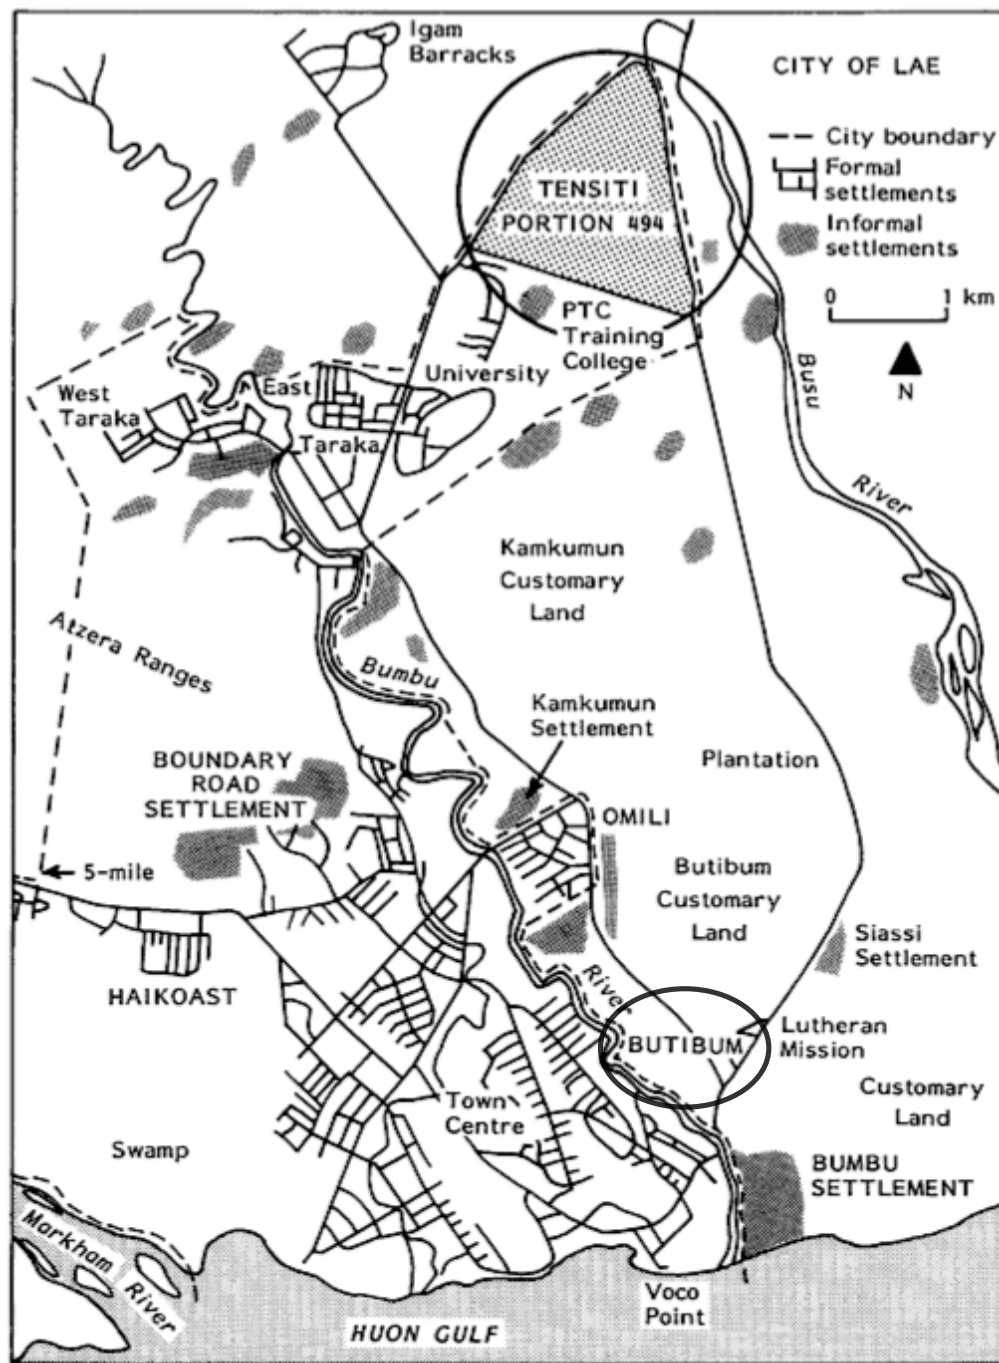 Igam
Barracks
CITY OF LAE
City boundary
Formal
settlements
Informal
settlements
0 1 km
N
TENSITI
PORTION 494
PTC
Training
College
University
East
Taraka
West
Taraka
Busu
River
Kamkumun
Customary
Land
Atzera Ranges
Bumbu
Kamkumun
Settlement
BOUNDARY
ROAD
SETTLEMENT
Plantation
OMILI
5-mile
Butibum
Customary
Land
Siassi
Settlement
HAIKOAST
River
BUTIBUM
Lutheran
Mission
Town
Centre
Customary
Land
Swamp
BUMBU
SETTLEMENT
Markham
River
Voco
Point
HUON GULF